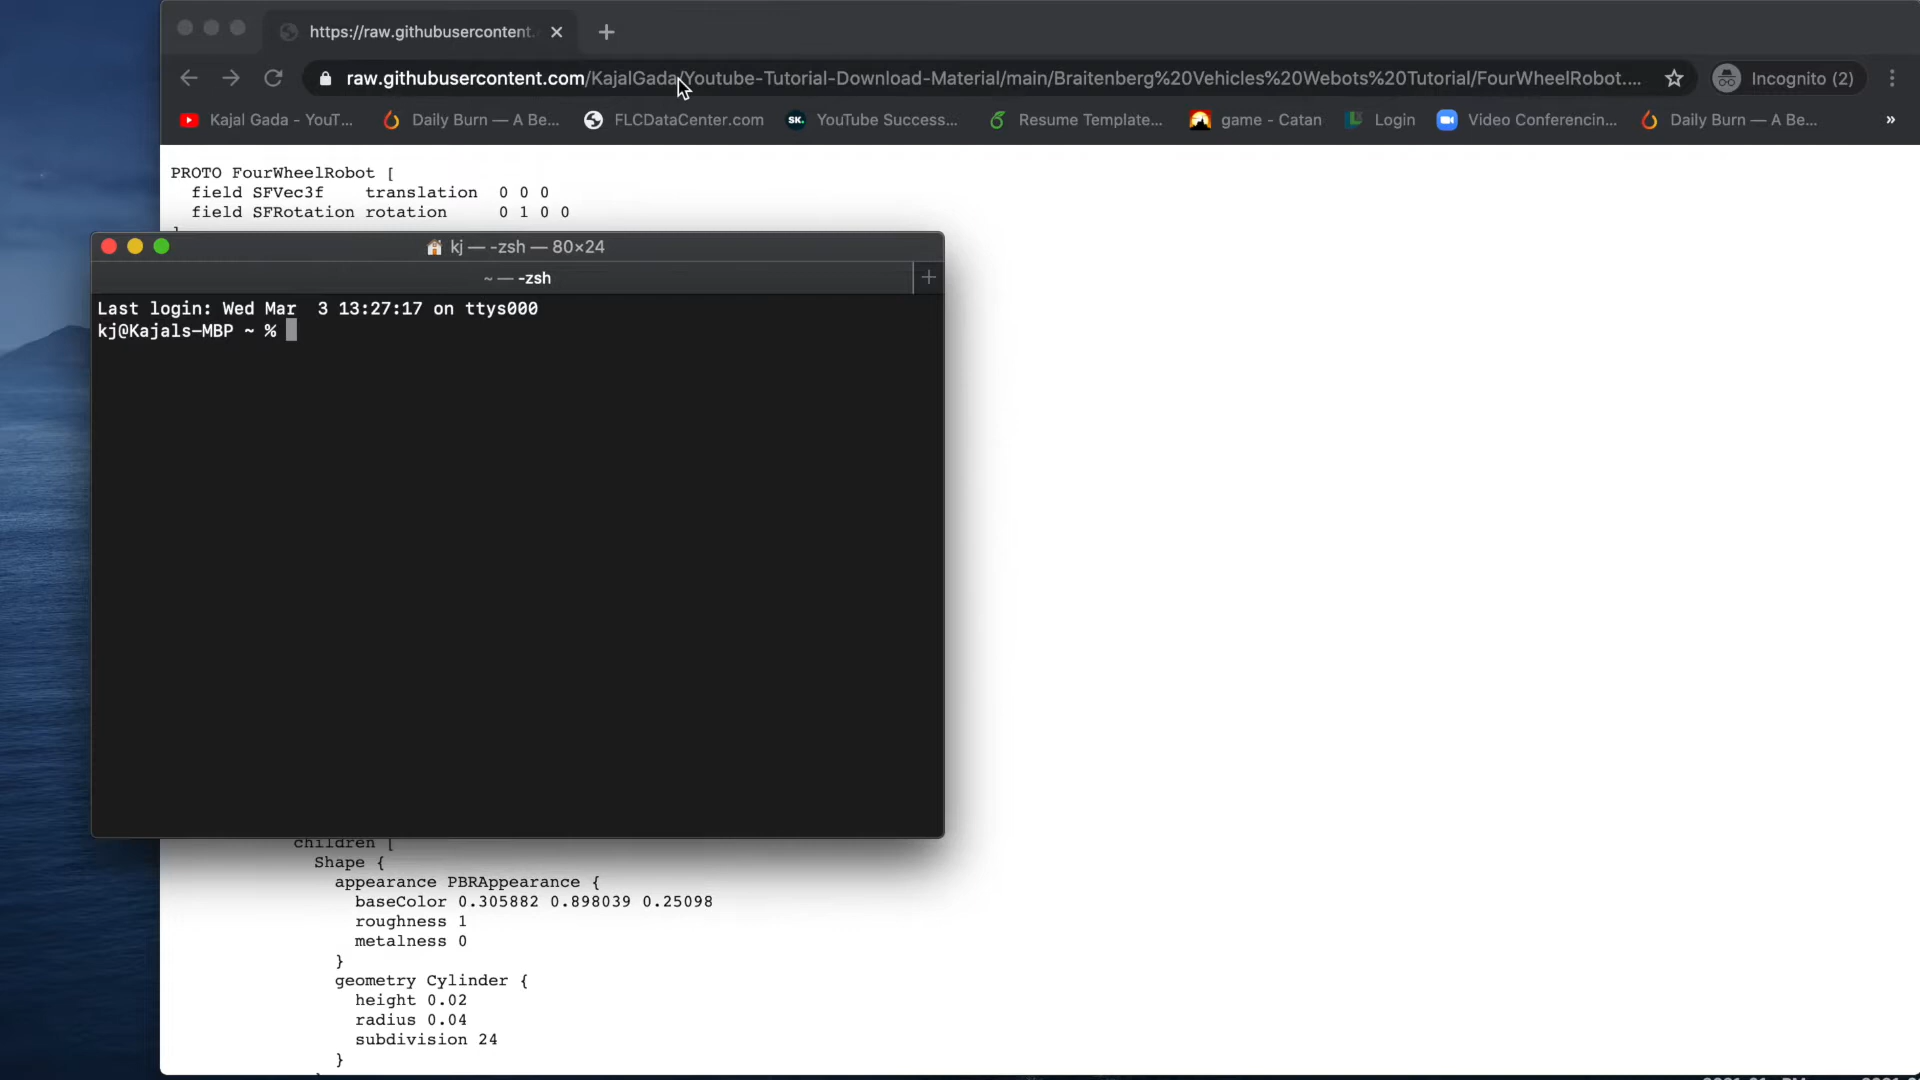 https://raw.githubusercontent.
raw.githubusercontent.com/KajalGada/Youtube-Tutorial-Download-Material/main/Braitenberg%20Vehicles%20Webots%20Tutorial/FourWheelRobot....
Incognito (2)
Kajal Gada - YouT...
Daily Burn — A Be...
FLCDataCenter.com
SK.
YouTube Success...
Resume Template...
game - Catan
Login
Video Conferencin...
Daily Burn — A Be...
»
PROTO FourWheelRobot [
field SFVec3f translation 0 0 0
field SFRotation rotation 0 1 0 0
kj — -zsh — 80×24
~ — -zsh
Last login: Wed Mar  3 13:27:17 on ttys000
kj@Kajals-MBP ~ %
children [
Shape {
appearance PBRAppearance {
baseColor 0.305882 0.898039 0.25098
roughness 1
metalness 0
}
geometry Cylinder {
height 0.02
radius 0.04
subdivision 24
}